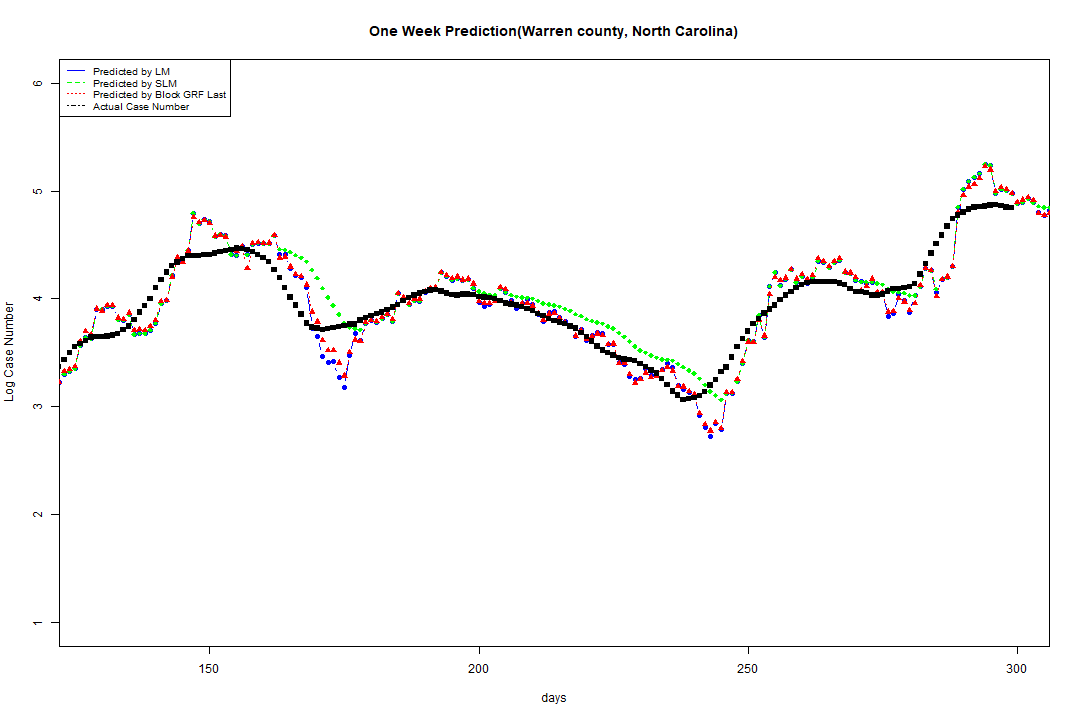 One Week Prediction(Warren county, North Carolina)
Predicted by LM
Predicted by SLM
Predicted by Block GRF Last
Actual Case Number
6
5
4
3
2
1
Log Case Number
150 200 250 300
days